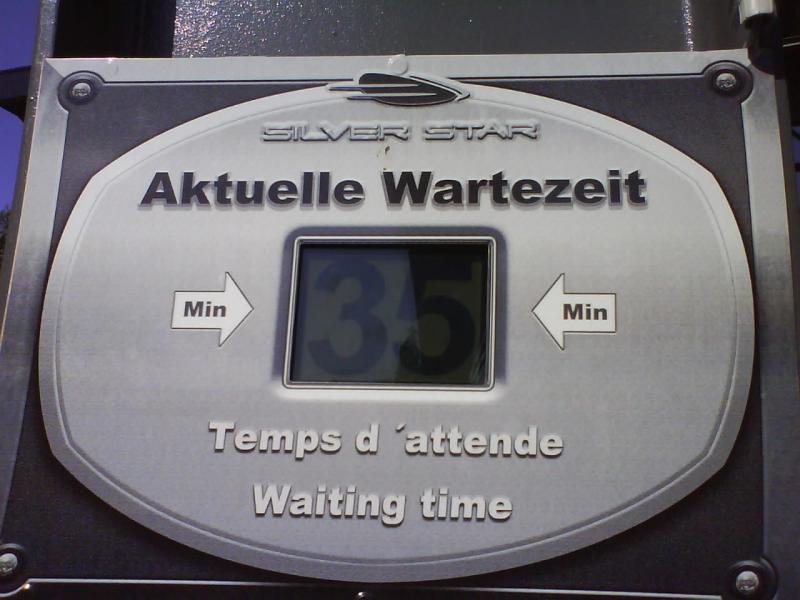 SILVER STAR
Aktuelle Wartezeit
Min 35 Min
Temps d ´attende
Waiting time